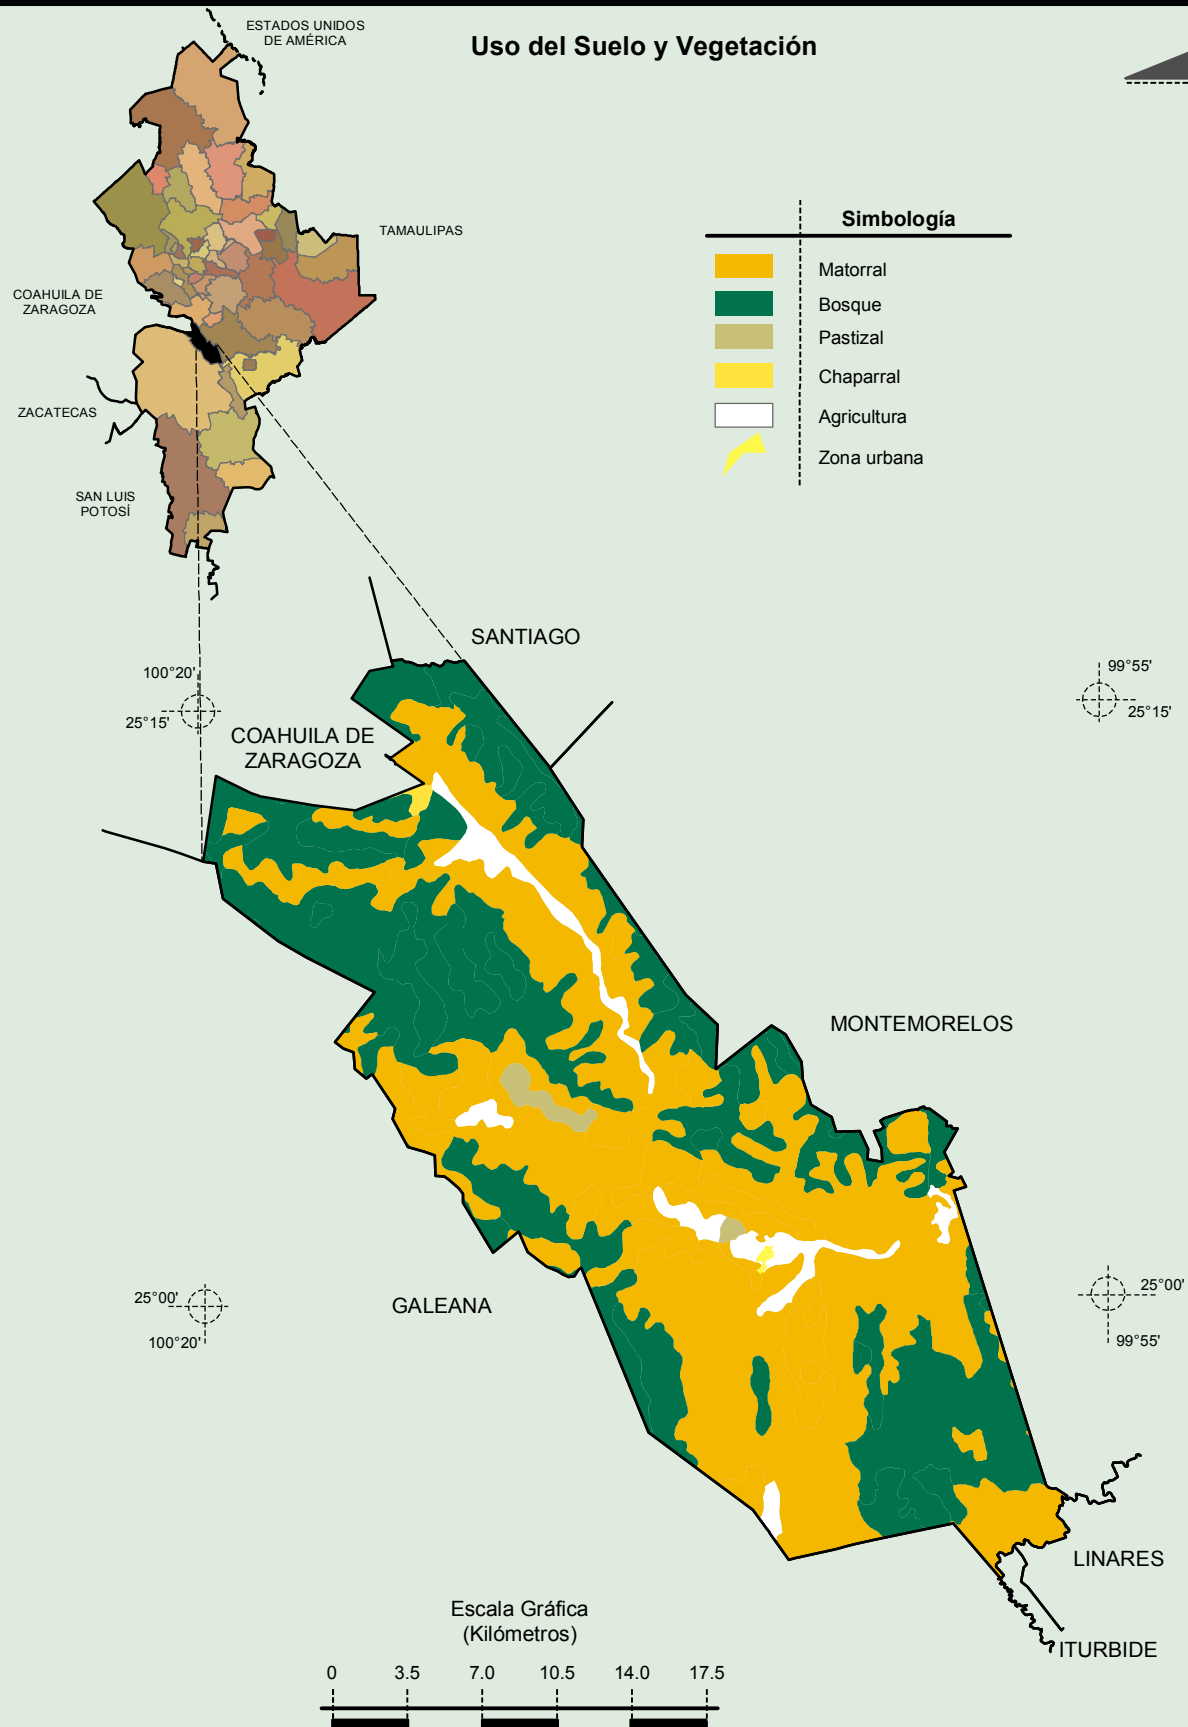 ESTADOS UNIDOS
DE AMÉRICA
Uso del Suelo y Vegetación
TAMAULIPAS
COAHUILA DE
ZARAGOZA
ZACATECAS
SAN LUIS
POTOSÍ
Simbología
Matorral
Bosque
Pastizal
Chaparral
Agricultura
Zona urbana
SANTIAGO
100°20'
25°15'
99°55'
25°15'
COAHUILA DE
ZARAGOZA
MONTEMORELOS
25°00'
100°20'
GALEANA
25°00'
99°55'
LINARES
ITURBIDE
Escala Gráfica
(Kilómetros)
0 3.5 7.0 10.5 14.0 17.5